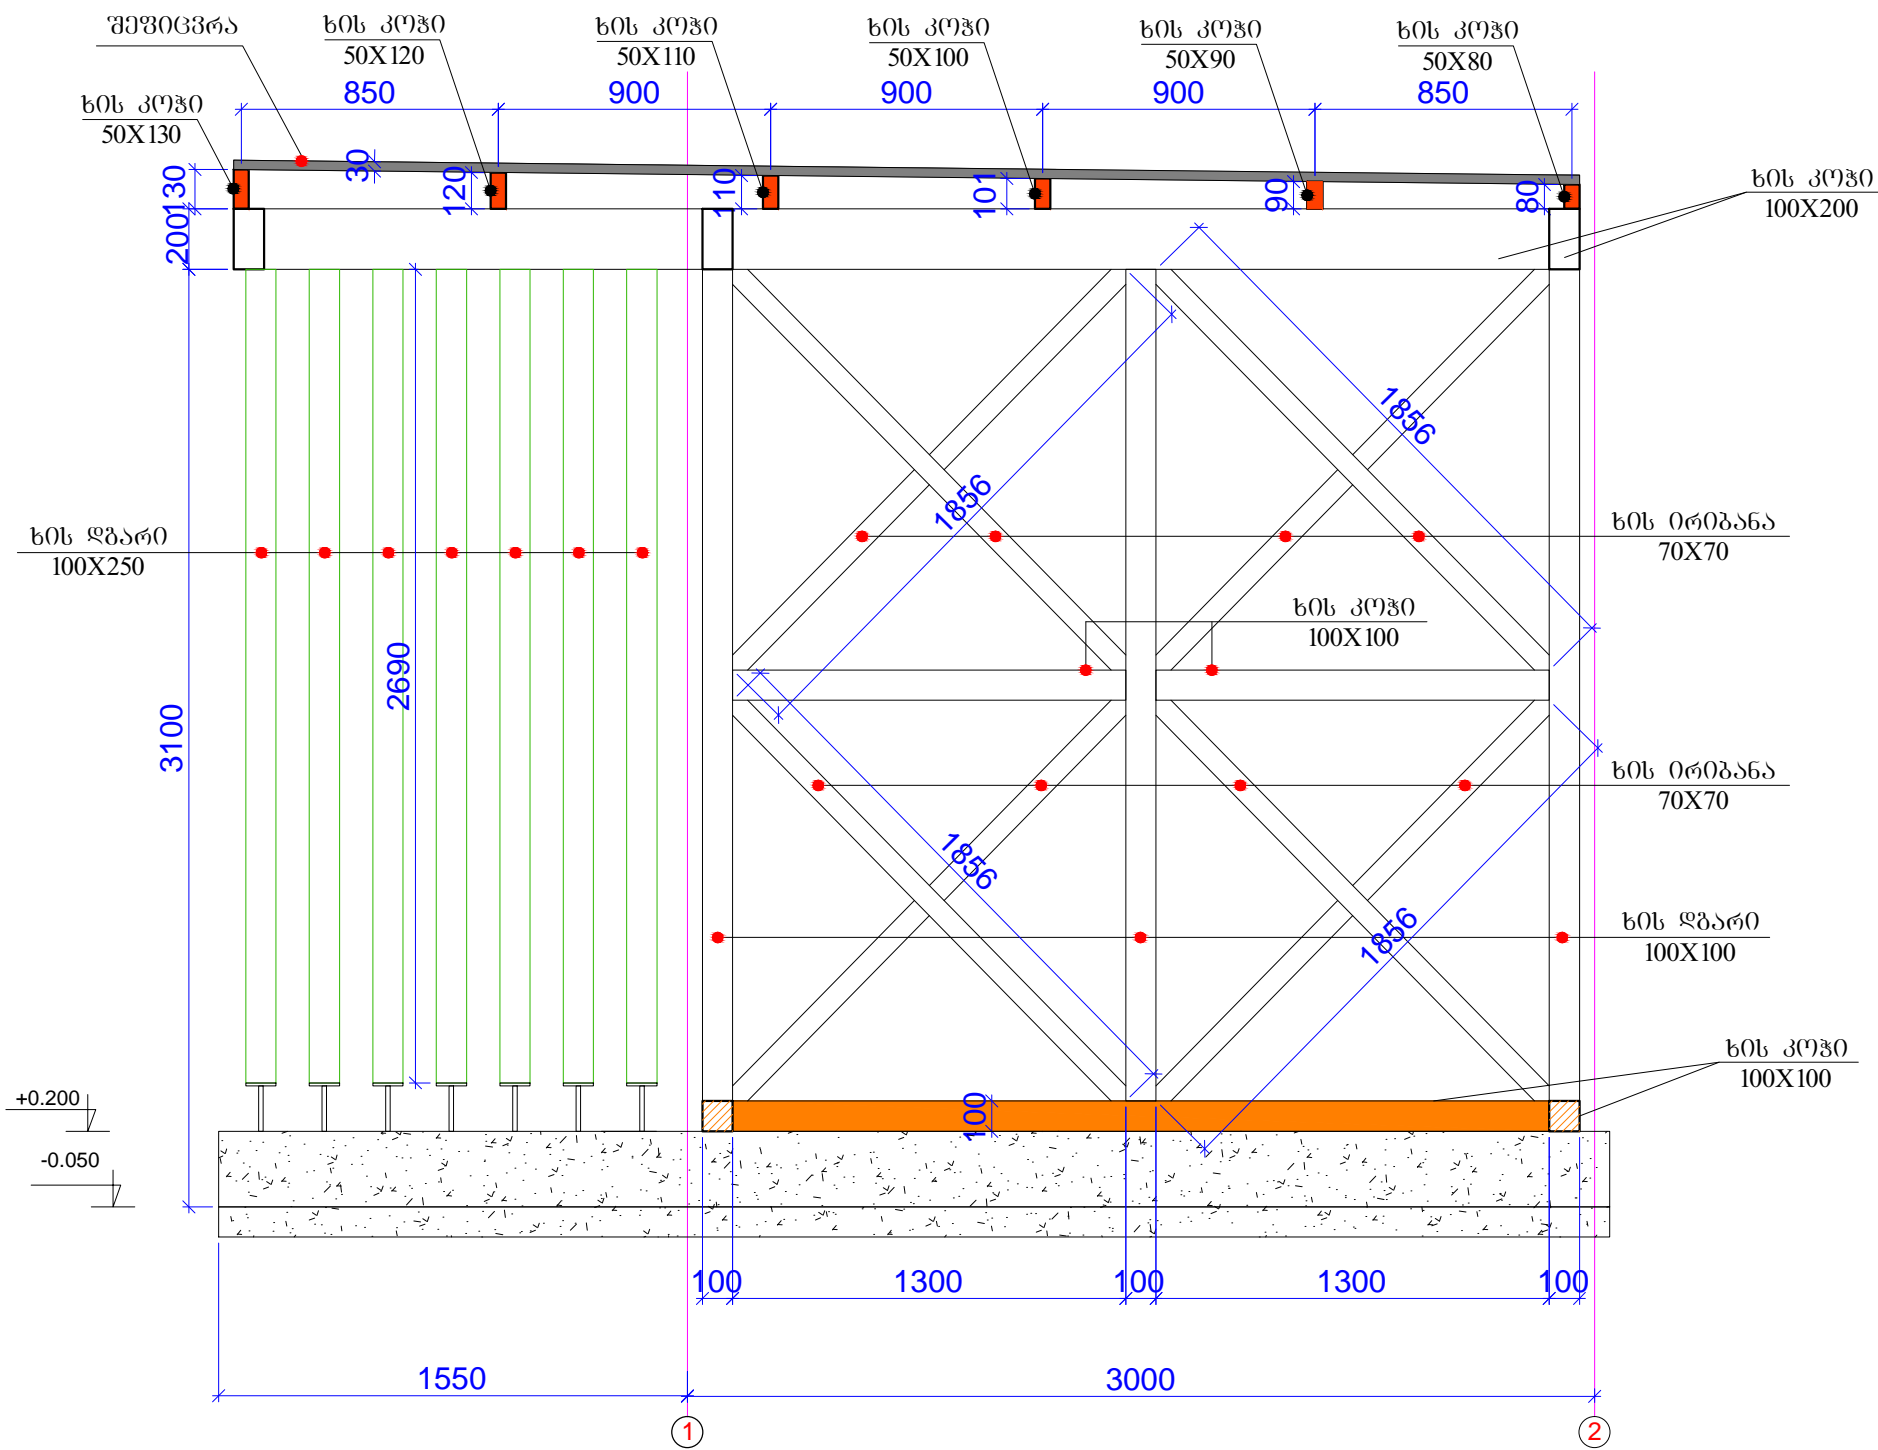 შეფიცვრა
ხის კოჭი
50X120
ხის კოჭი
50X110
ხის კოჭი
50X100
ხის კოჭი
50X90
ხის კოჭი
50X80
850
900
900
900
850
ხის კოჭი
50X130
130
30
120
110
101
90
80
ხის კოჭი
100X200
200
1856
1856
ხის დგარი
100X250
ხის ირიბანა
70X70
ხის კოჭი
100X100
2690
3100
ხის ირიბანა
70X70
1856
1856
ხის დგარი
100X100
ხის კოჭი
100X100
+0.200
100
-0.050
100
1300
100
1300
100
1550
3000
1
2